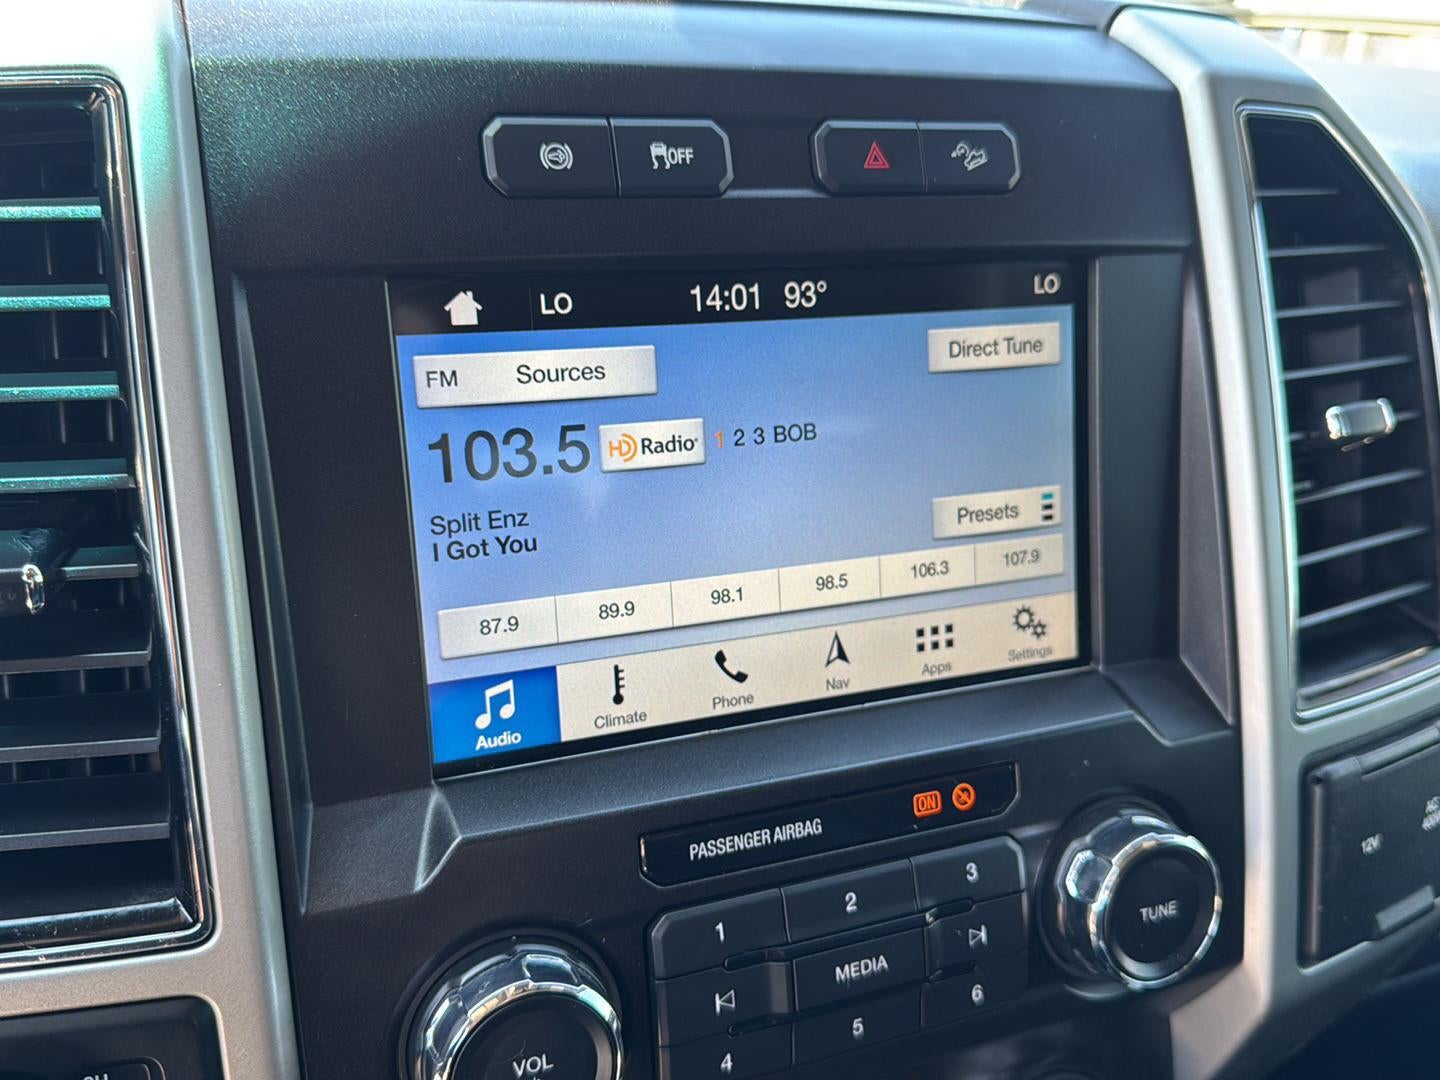 OFF
LO 14:01 93° LO
FM Sources Direct Tune
103.5 HD Radio 1 2 3 BOB
Split Enz
I Got You
Presets
87.9 89.9 98.1 98.5 106.3 107.9
Audio Climate Phone Nav Apps Settings
PASSENGER AIRBAG ON
1 2 3
MEDIA
4 5 6
VOL
TUNE
12V